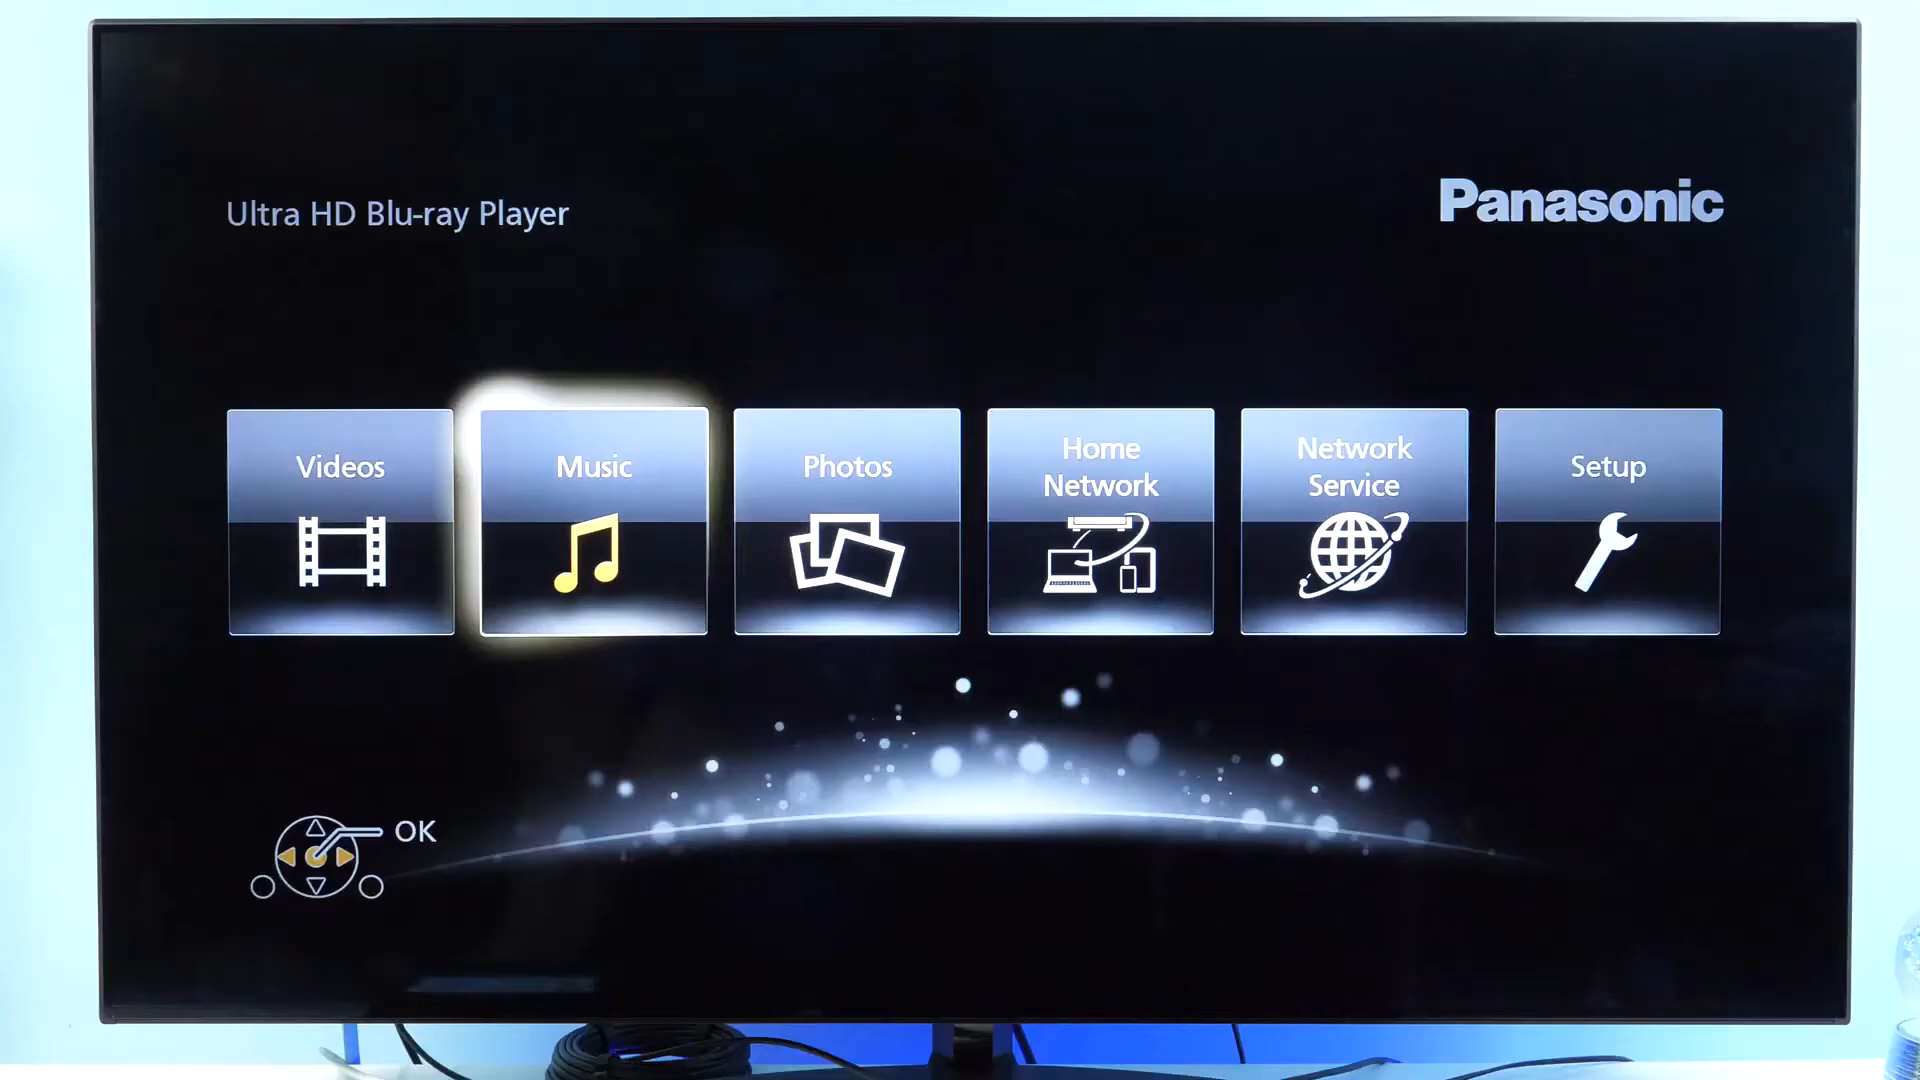 Ultra HD Blu-ray Player
Panasonic
Videos
Music
Photos
Home
Network
Network
Service
Setup
OK